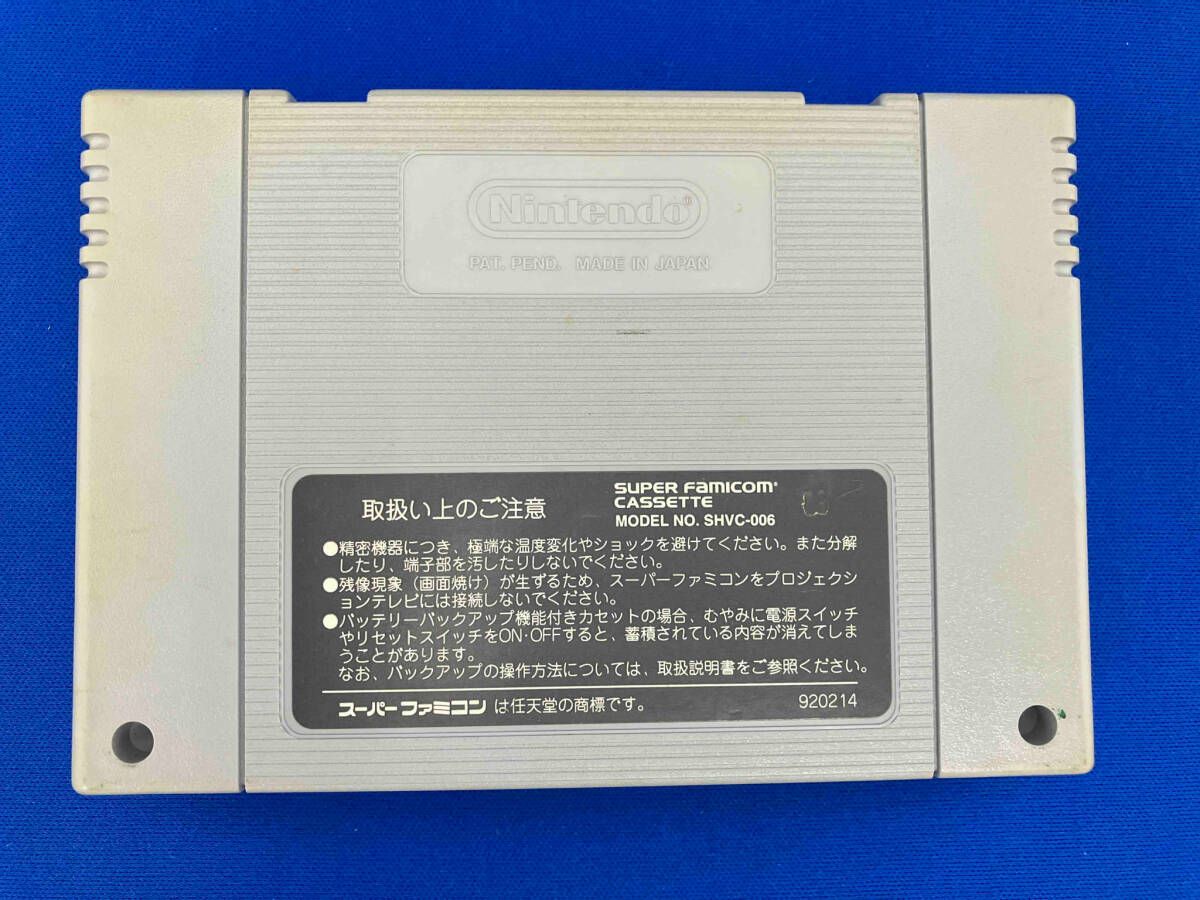 Nintendo®
PAT. PEND. MADE IN JAPAN
取扱い上のご注意
SUPER Famicom®
CASSETTE
MODEL NO. SHVC-006
●精密機器につき、極端な温度変化やショックを避けてください。また分解
したり、端子部を汚したりしないでください。
●残像現象（画面焼け）が生ずるため、スーパーファミコンをプロジェクシ
ョンテレビには接続しないでください。
●バッテリーバックアップ機能付きカセットの場合、むやみに電源スイッチ
やリセットスイッチをON・OFFすると、蓄積されている内容が消えてしま
うことがあります。
なお、バックアップの操作方法については、取扱説明書をご参照ください。
スーパーファミコン は任天堂の商標です。
920214